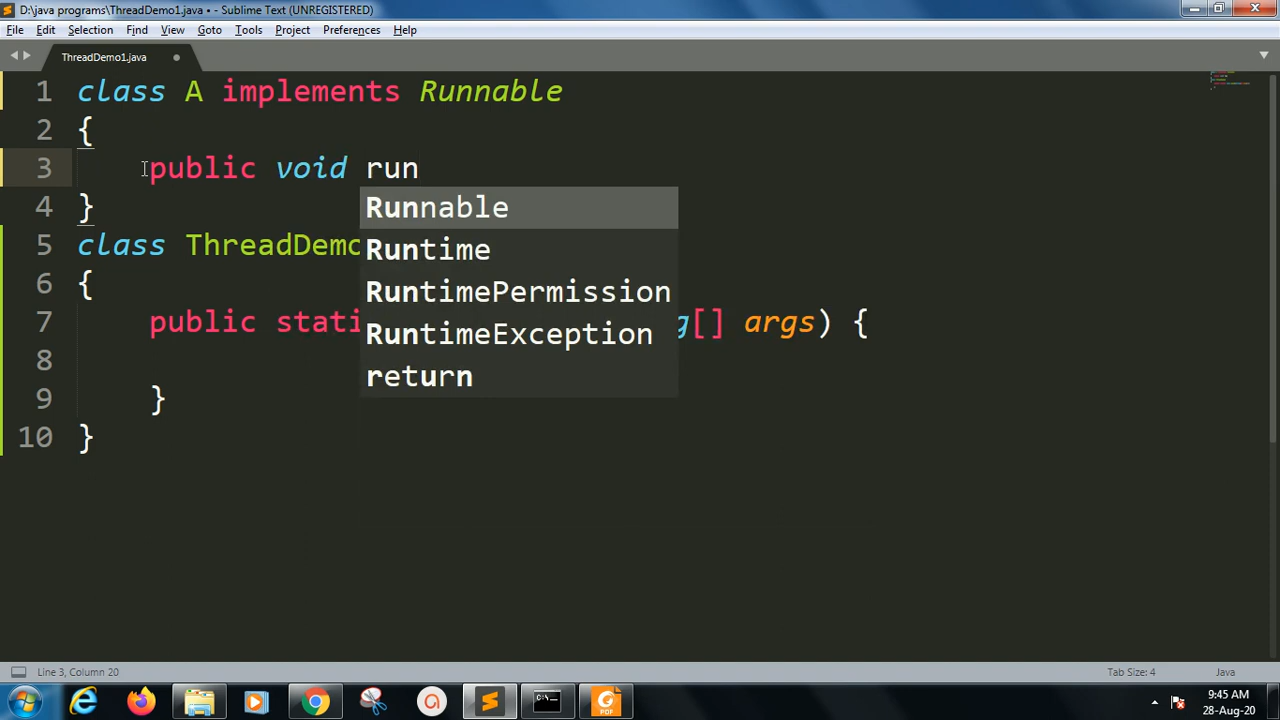 D:\java programs\ThreadDemo1.java • - Sublime Text (UNREGISTERED)
File Edit Selection Find View Goto Tools Project Preferences Help
ThreadDemo1.java
1 class A implements Runnable
2 {
3 public void run
Runnable
4 }
5 class ThreadDemo Runtime
6 { RuntimePermission
7 public stati RuntimeException g[] args) {
8 return
9 }
10 }
Line 3, Column 20 Tab Size: 4 Java
9:45 AM
28-Aug-20